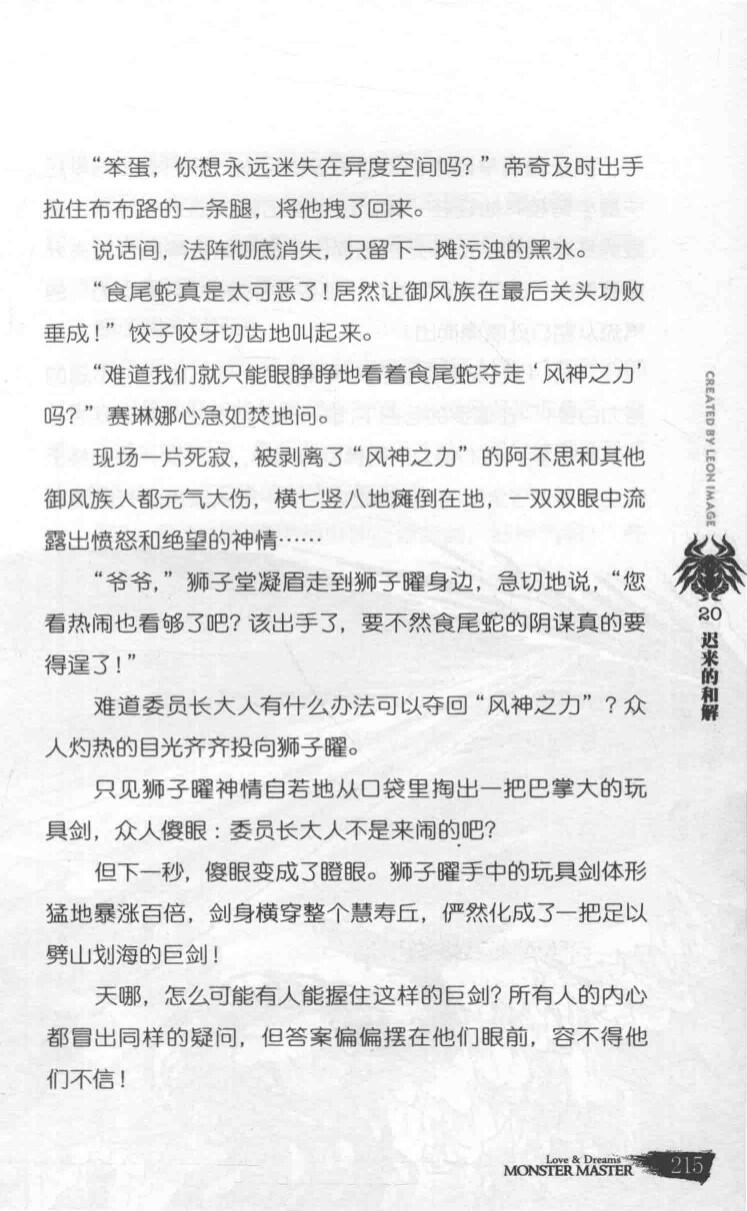 “笨蛋，你想永远迷失在异度空间吗？”帝奇及时出手
拉住布布路的一条腿，将他拽了回来。
说话间，法阵彻底消失，只留下一摊污浊的黑水。
“食尾蛇真是太可恶了！居然让御风族在最后关头功败
垂成！”饺子咬牙切齿地叫起来。
“难道我们就只能眼睁睁地看着食尾蛇夺走‘风神之力’
吗？”赛琳娜心急如焚地问。
现场一片死寂，被剥离了“风神之力”的阿不思和其他
御风族人都元气大伤，横七竖八地瘫倒在地，一双双眼中流
露出愤怒和绝望的神情……
“爷爷，”狮子堂凝眉走到狮子曜身边，急切地说，“您
看热闹也看够了吧？该出手了，要不然食尾蛇的阴谋真的要
得逞了！”
难道委员长大人有什么办法可以夺回“风神之力”？众
人灼热的目光齐齐投向狮子曜。
只见狮子曜神情自若地从口袋里掏出一把巴掌大的玩
具剑，众人傻眼：委员长大人不是来闹的吧？
但下一秒，傻眼变成了瞪眼。狮子曜手中的玩具剑体形
猛地暴涨百倍，剑身横穿整个慧寿丘，俨然化成了一把足以
劈山划海的巨剑！
天哪，怎么可能有人能握住这样的巨剑？所有人的内心
都冒出同样的疑问，但答案偏偏摆在他们眼前，容不得他
们不信！
CREATED BY LEON IMAGE
20
迟来的和解
Love & Dreams
MONSTER MASTER
215